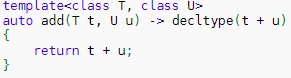 template<class T, class U>
auto add(T t, U u) -> decltype(t + u)
{
    return t + u;
}